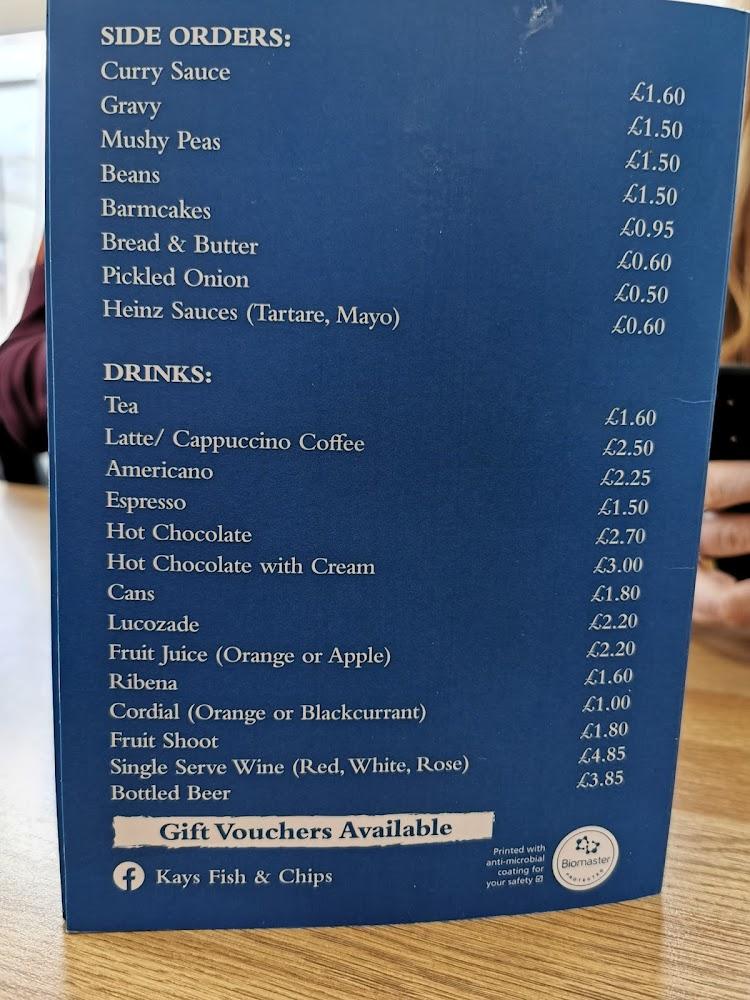 SIDE ORDERS:
Curry Sauce £1.60
Gravy £1.50
Mushy Peas £1.50
Beans £1.50
Barmcakes £0.95
Bread & Butter £0.60
Pickled Onion £0.50
Heinz Sauces (Tartare, Mayo) £0.60
DRINKS:
Tea £1.60
Latte/ Cappuccino Coffee £2.50
Americano £2.25
Espresso £1.50
Hot Chocolate £2.70
Hot Chocolate with Cream £3.00
Cans £1.80
Lucozade £2.20
Fruit Juice (Orange or Apple) £2.20
Ribena £1.60
Cordial (Orange or Blackcurrant) £1.00
Fruit Shoot £1.80
Single Serve Wine (Red, White, Rose) £4.85
Bottled Beer £3.85
Gift Vouchers Available
f Kays Fish & Chips
Printed with
anti-microbial
coating for
your safety ☑
Biomaster
PROTECTED